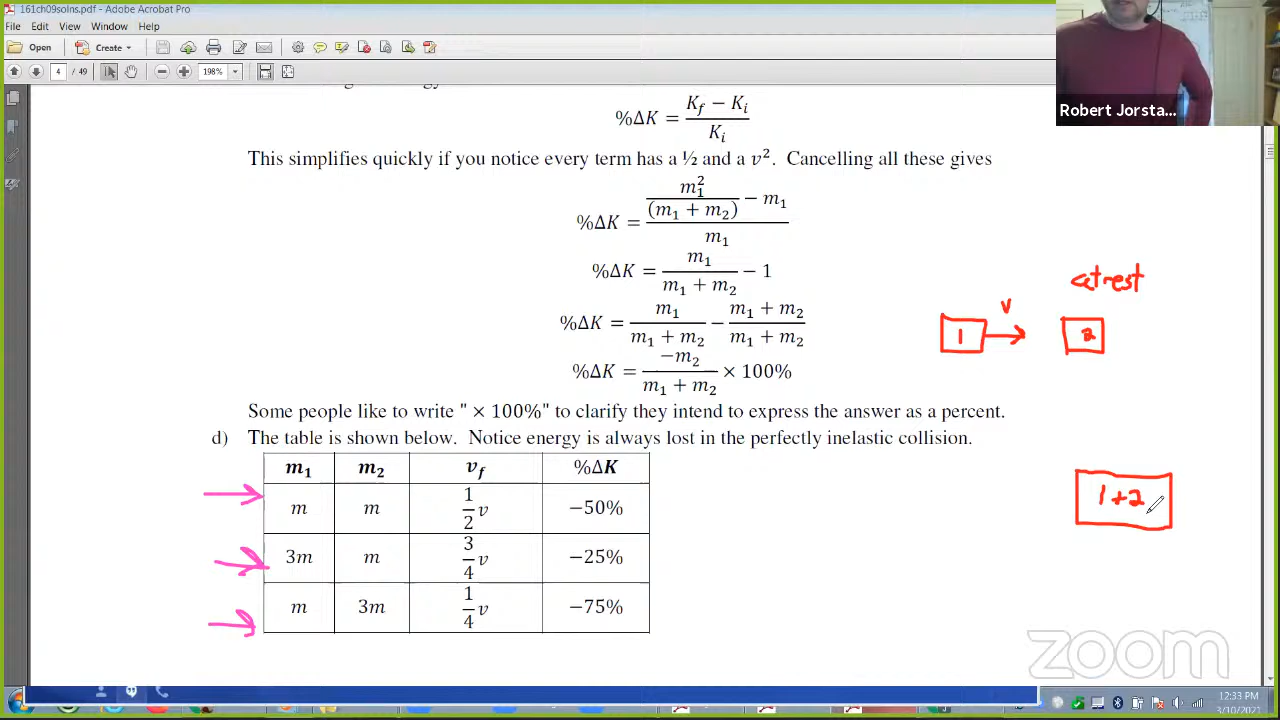 161ch09solns.pdf - Adobe Acrobat Pro
File Edit View Window Help
Open Create
4 / 49 198%
Robert Jorsta...
%ΔK = (K_f − K_i) / K_i
This simplifies quickly if you notice every term has a ½ and a v². Cancelling all these gives
%ΔK = (m₁² / (m₁ + m₂) − m₁) / m₁
%ΔK = m₁ / (m₁ + m₂) − 1
%ΔK = m₁ / (m₁ + m₂) − (m₁ + m₂) / (m₁ + m₂)
%ΔK = −m₂ / (m₁ + m₂) × 100%
at rest
v
1 2
Some people like to write " × 100%" to clarify they intend to express the answer as a percent.
d) The table is shown below. Notice energy is always lost in the perfectly inelastic collision.
m₁ m₂ v_f %ΔK
m m 1/2 v −50%
3m m 3/4 v −25%
m 3m 1/4 v −75%
1+2
zoom
12:33 PM
3/10/2021